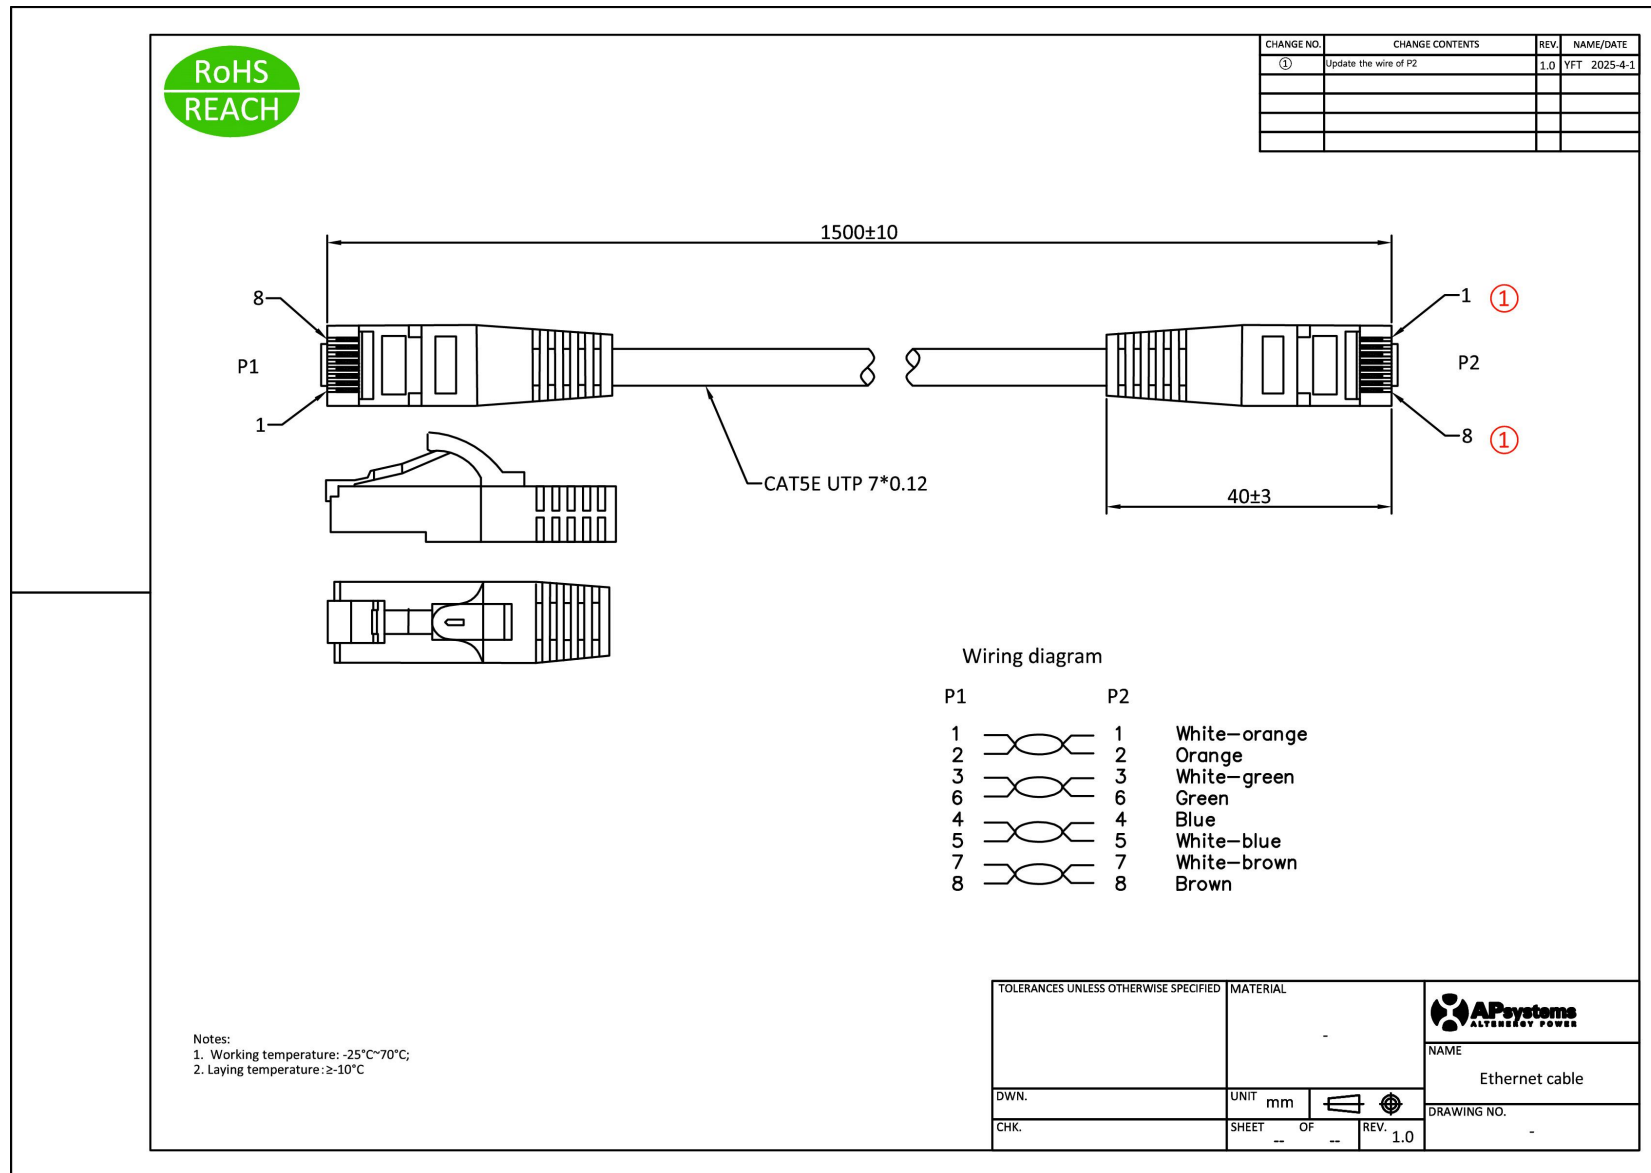 RoHS
REACH
CHANGE NO. CHANGE CONTENTS REV. NAME/DATE
① Update the wire of P2 1.0 YFT 2025-4-1
1500±10
8
1 ①
P1
P2
1
8 ①
CAT5E UTP 7*0.12
40±3
Wiring diagram
P1 P2
1 1 White-orange
2 2 Orange
3 3 White-green
6 6 Green
4 4 Blue
5 5 White-blue
7 7 White-brown
8 8 Brown
Notes:
1. Working temperature: -25°C~70°C;
2. Laying temperature:≥-10°C
TOLERANCES UNLESS OTHERWISE SPECIFIED
MATERIAL
-
APsystems
ALTENERGY POWER
NAME
Ethernet cable
DWN.
UNIT mm
DRAWING NO.
-
CHK.
SHEET -- OF --
REV. 1.0